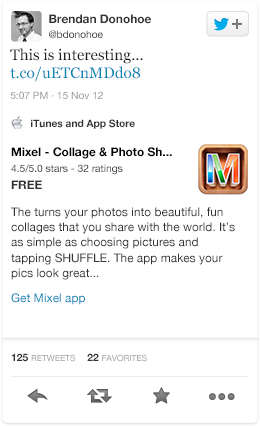 Brendan Donohoe
@bdonohoe
This is interesting...
t.co/uETCnMDdo8
5:07 PM · 15 Nov 12
iTunes and App Store
Mixel - Collage & Photo Sh...
4.5/5.0 stars - 32 ratings
FREE
M
The turns your photos into beautiful, fun
collages that you share with the world. It's
as simple as choosing pictures and
tapping SHUFFLE. The app makes your
pics look great...
Get Mixel app
125 RETWEETS 22 FAVORITES